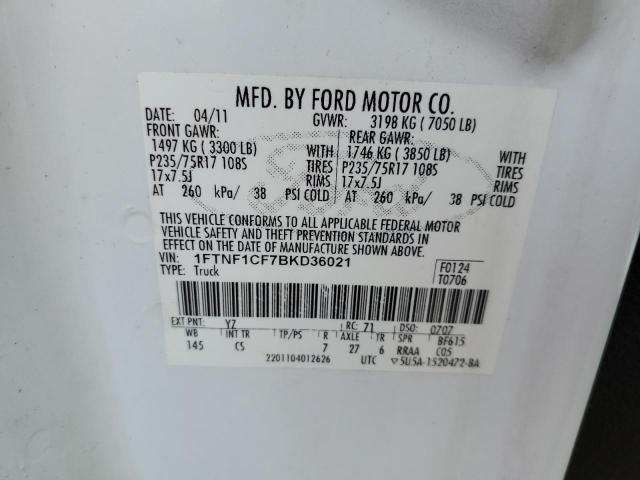 MFD. BY FORD MOTOR CO.
DATE: 04/11 GVWR: 3198 KG (7050 LB)
FRONT GAWR: REAR GAWR:
1497 KG (3300 LB) WITH 1746 KG (3850 LB) WITH
P235/75R17 108S TIRES P235/75R17 108S TIRES
17x7.5J RIMS 17x7.5J RIMS
AT 260 kPa/ 38 PSI COLD AT 260 kPa/ 38 PSI COLD
THIS VEHICLE CONFORMS TO ALL APPLICABLE FEDERAL MOTOR
VEHICLE SAFETY AND THEFT PREVENTION STANDARDS IN
EFFECT ON THE DATE OF MANUFACTURE SHOWN ABOVE.
VIN: 1FTNF1CF7BKD36021 F0124
TYPE: Truck T0706
EXT PNT: YZ RC: 71 DSO: 0707
WB INT TR TP/PS R AXLE YR SPR BF615
145 CS 7 27 6 RRAA C05
2201104012626 UTC ▽5U5A-1520472-BA